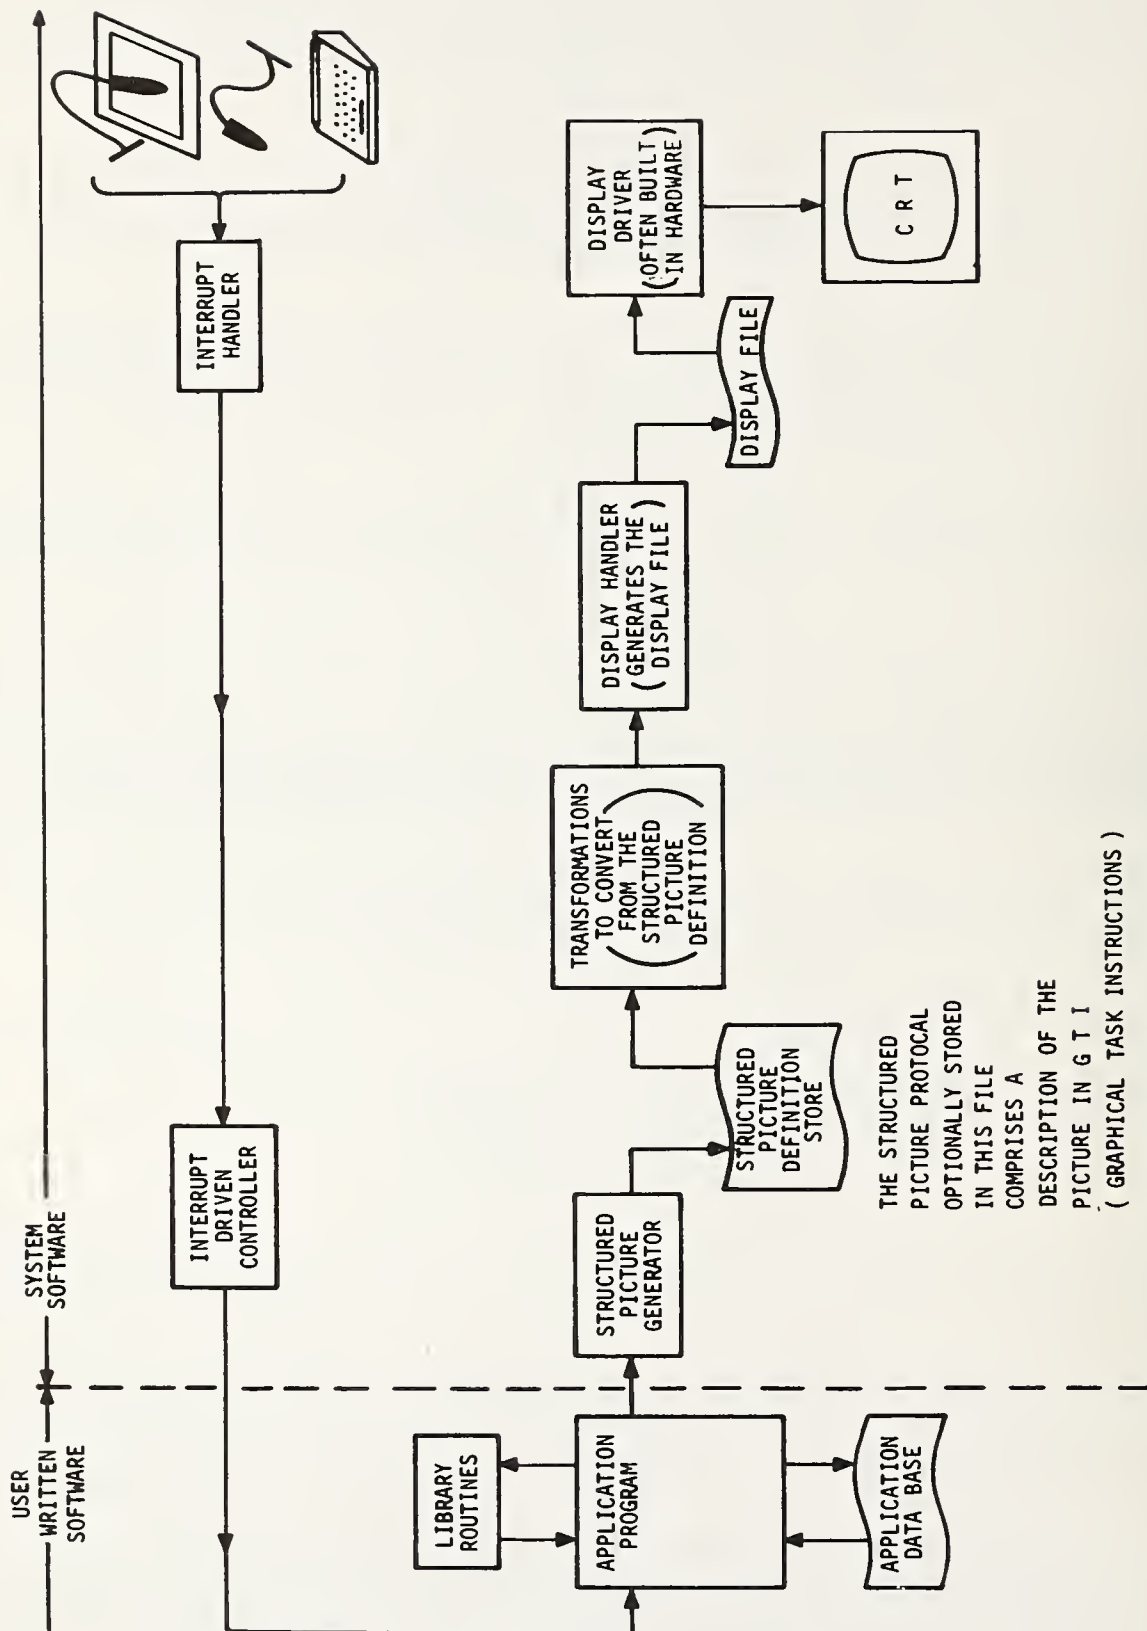 USER
WRITTEN
SOFTWARE
SYSTEM
SOFTWARE
INTERRUPT
DRIVEN
CONTROLLER
INTERRUPT
HANDLER
LIBRARY
ROUTINES
APPLICATION
PROGRAM
APPLICATION
DATA BASE
STRUCTURED
PICTURE
GENERATOR
STRUCTURED
PICTURE
DEFINITION
STORE
TRANSFORMATIONS
( TO CONVERT
FROM THE
STRUCTURED
PICTURE
DEFINITION )
DISPLAY HANDLER
( GENERATES THE
DISPLAY FILE )
DISPLAY FILE
DISPLAY
DRIVER
( OFTEN BUILT
IN HARDWARE )
C R T
THE STRUCTURED
PICTURE PROTOCAL
OPTIONALLY STORED
IN THIS FILE
COMPRISES A
DESCRIPTION OF THE
PICTURE IN G T I
( GRAPHICAL TASK INSTRUCTIONS )